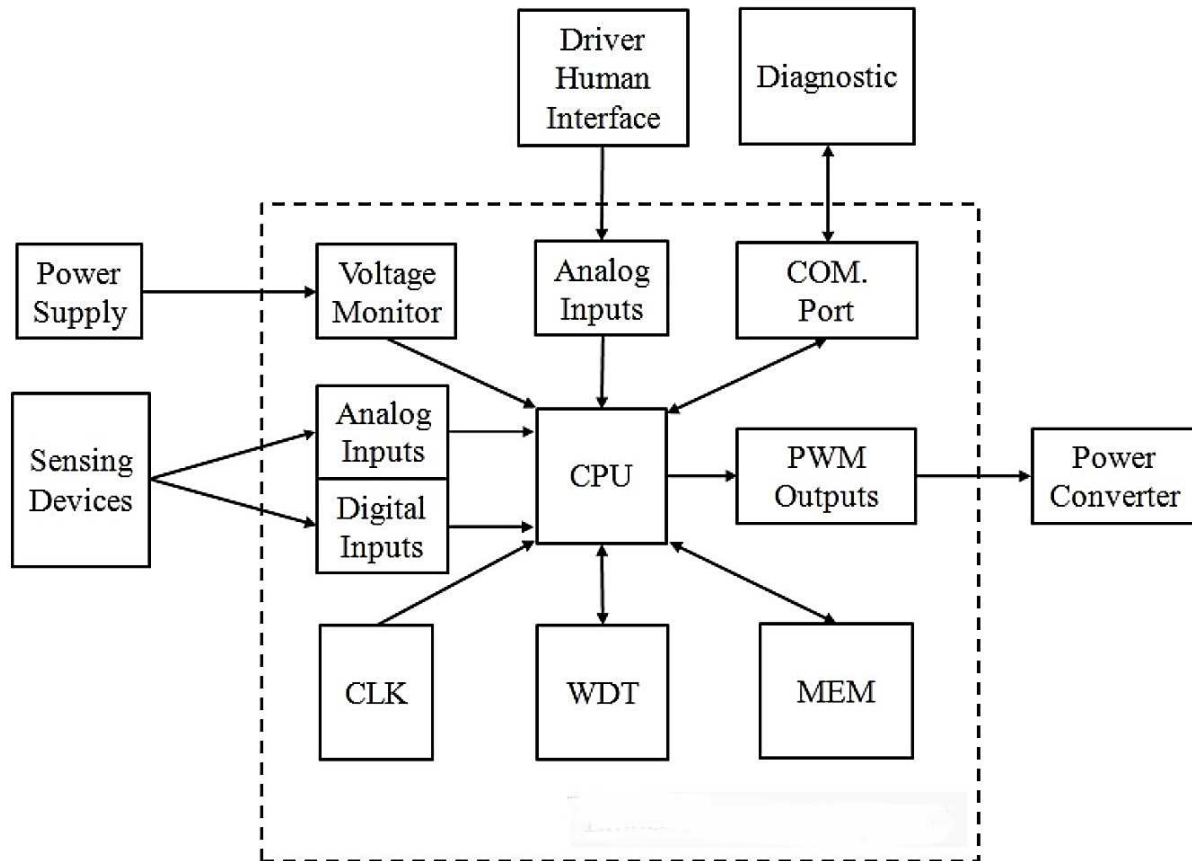 Driver
Human
Interface
Diagnostic
Power
Supply
Voltage
Monitor
Analog
Inputs
COM.
Port
Sensing
Devices
Analog
Inputs
Digital
Inputs
CPU
PWM
Outputs
Power
Converter
CLK
WDT
MEM